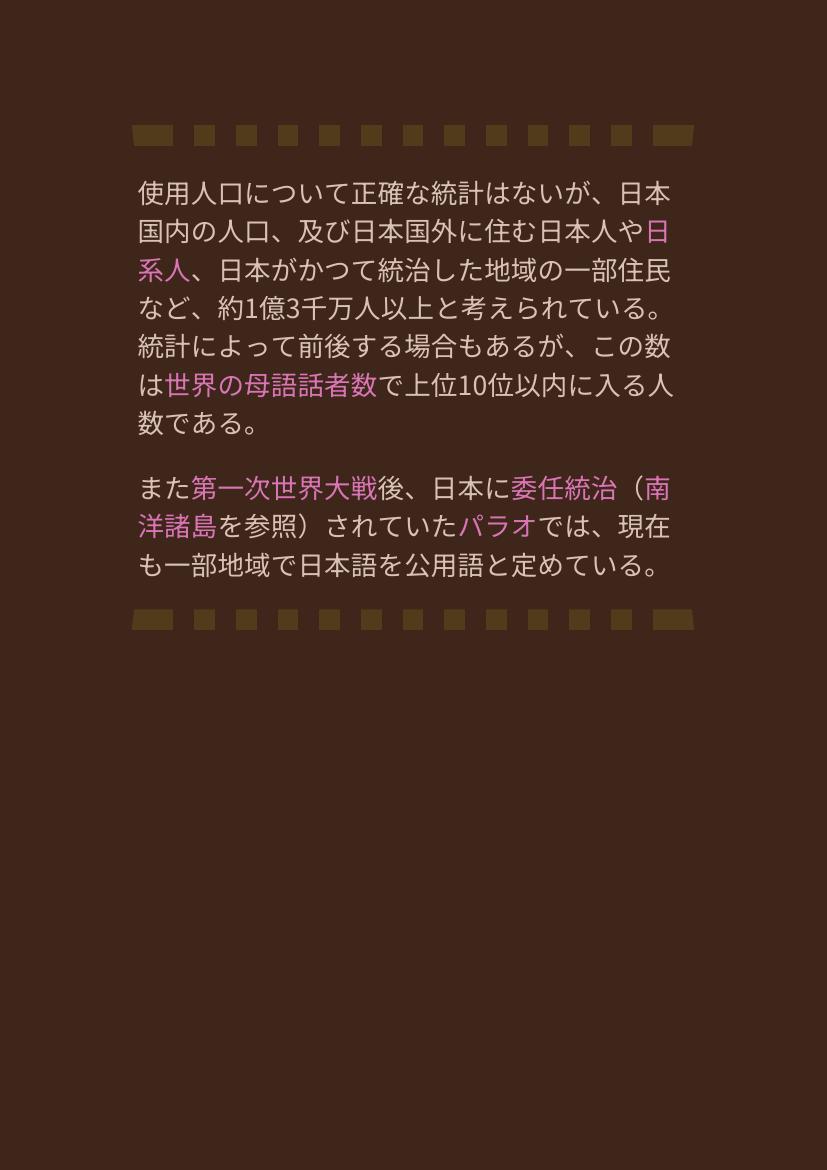 使用人口について正確な統計はないが、日本
国内の人口、及び日本国外に住む日本人や日
系人、日本がかつて統治した地域の一部住民
など、約1億3千万人以上と考えられている。
統計によって前後する場合もあるが、この数
は世界の母語話者数で上位10位以内に入る人
数である。
また第一次世界大戦後、日本に委任統治（南
洋諸島を参照）されていたパラオでは、現在
も一部地域で日本語を公用語と定めている。